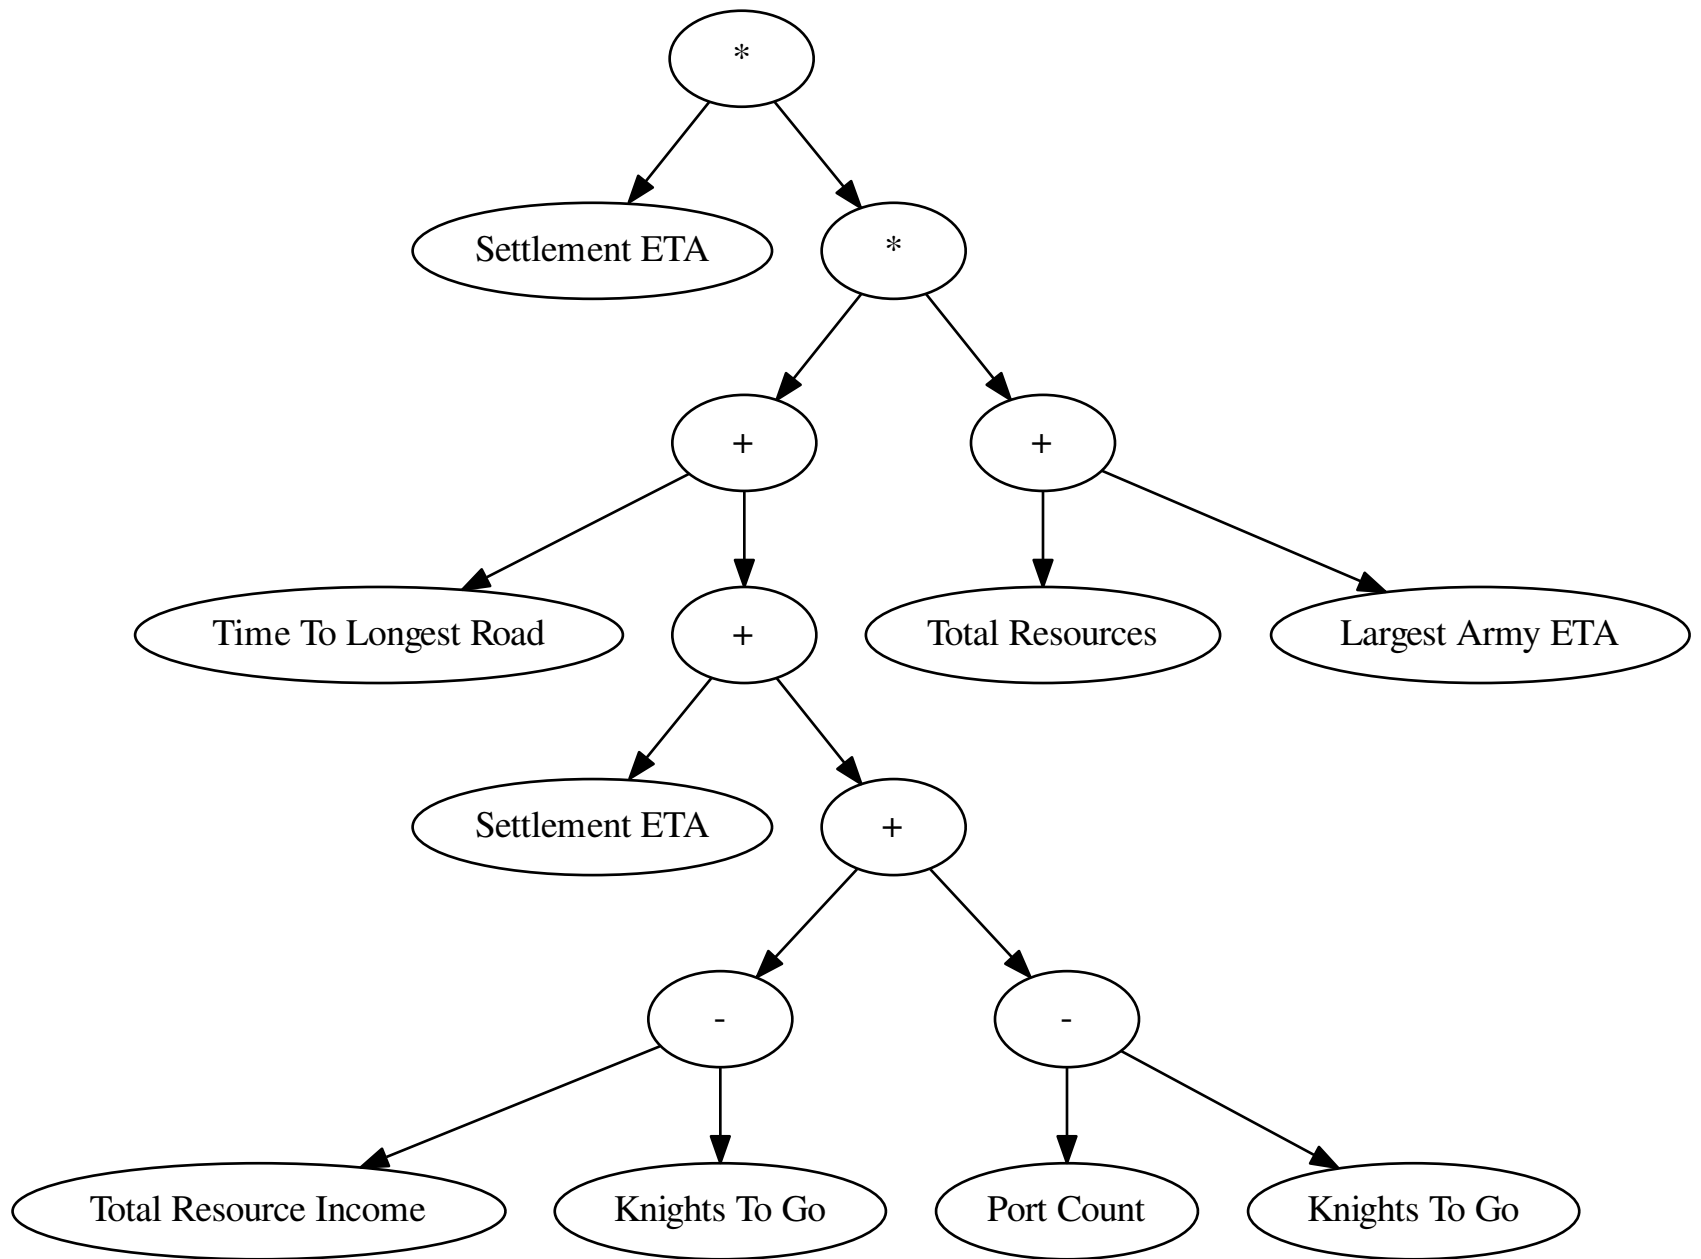 *
Settlement ETA
*
+
+
Time To Longest Road
+
Total Resources
Largest Army ETA
Settlement ETA
+
-
-
Total Resource Income
Knights To Go
Port Count
Knights To Go